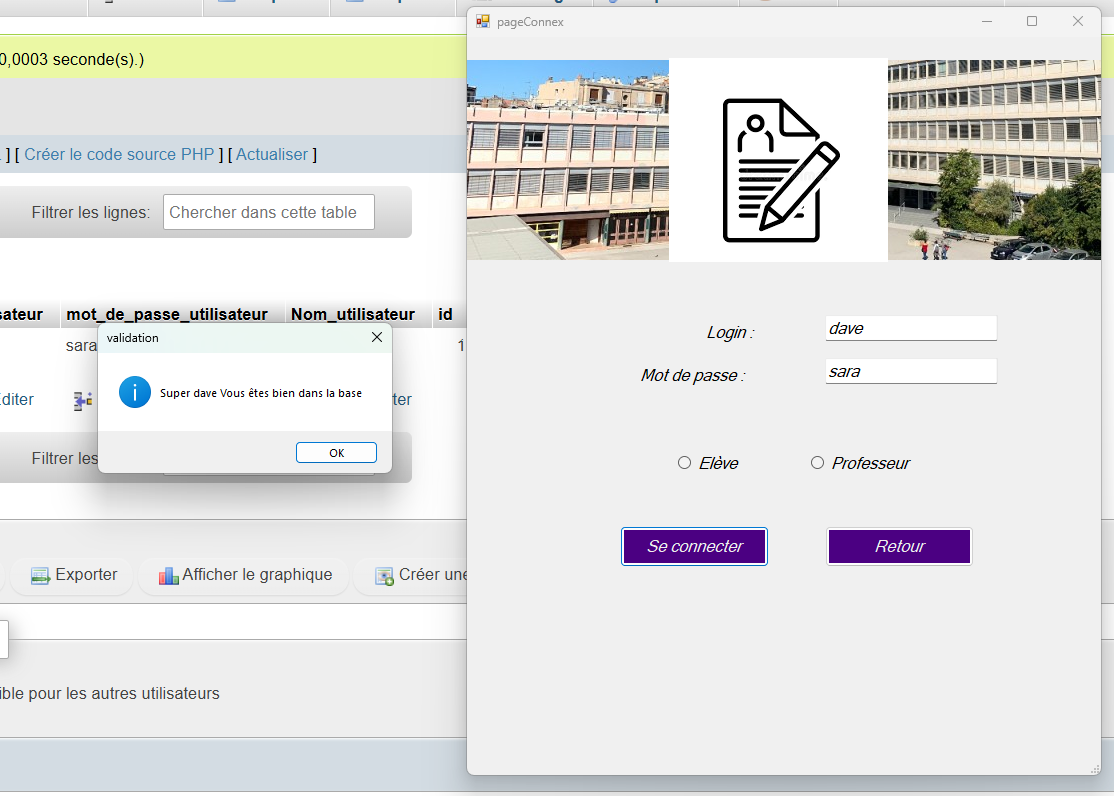 0,0003 seconde(s).)
] [ Créer le code source PHP ] [ Actualiser ]
Filtrer les lignes:
Chercher dans cette table
sateur
mot_de_passe_utilisateur
Nom_utilisateur
id
sara
1
diter
ter
Filtrer les
Exporter
Afficher le graphique
Créer une
ible pour les autres utilisateurs
validation
Super dave Vous êtes bien dans la base
OK
pageConnex
Login :
dave
Mot de passe :
sara
Elève
Professeur
Se connecter
Retour